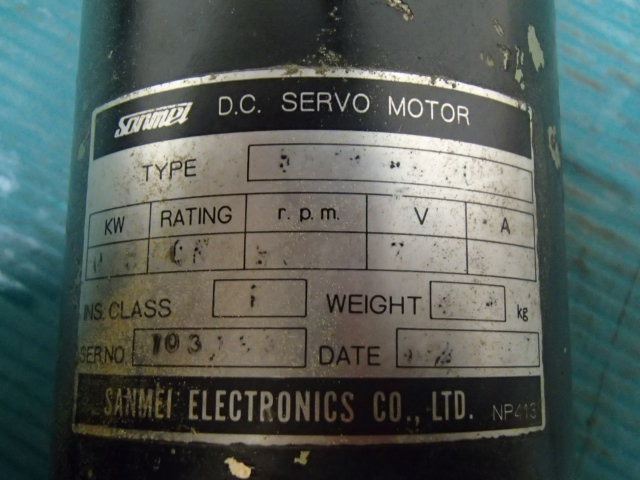 Sanmei D.C. SERVO MOTOR
TYPE
KW RATING r.p.m. V A
INS. CLASS WEIGHT kg
SER NO DATE
SANMEI ELECTRONICS CO., LTD. NP413